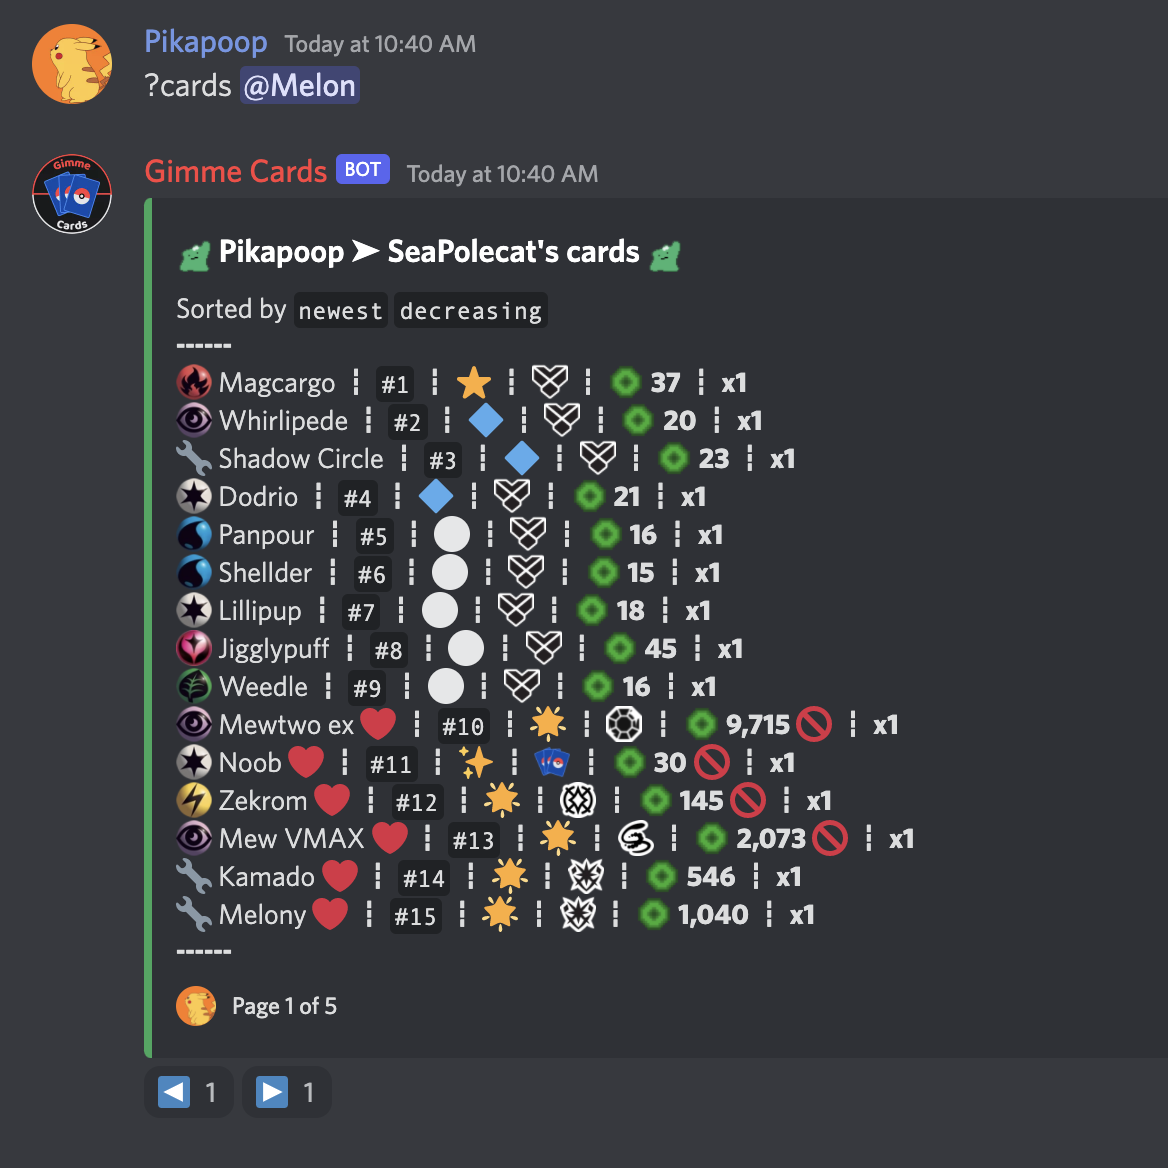 Pikapoop Today at 10:40 AM
?cards @Melon
Gimme
Cards
Gimme Cards BOT Today at 10:40 AM
Pikapoop ➤ SeaPolecat's cards
Sorted by newest decreasing
------
Magcargo ┆ #1 ┆ ┆ ┆ 37 ┆ x1
Whirlipede ┆ #2 ┆ ┆ ┆ 20 ┆ x1
Shadow Circle ┆ #3 ┆ ┆ ┆ 23 ┆ x1
Dodrio ┆ #4 ┆ ┆ ┆ 21 ┆ x1
Panpour ┆ #5 ┆ ┆ ┆ 16 ┆ x1
Shellder ┆ #6 ┆ ┆ ┆ 15 ┆ x1
Lillipup ┆ #7 ┆ ┆ ┆ 18 ┆ x1
Jigglypuff ┆ #8 ┆ ┆ ┆ 45 ┆ x1
Weedle ┆ #9 ┆ ┆ ┆ 16 ┆ x1
Mewtwo ex ┆ #10 ┆ ┆ ┆ 9,715 ┆ x1
Noob ┆ #11 ┆ ┆ ┆ 30 ┆ x1
Zekrom ┆ #12 ┆ ┆ ┆ 145 ┆ x1
Mew VMAX ┆ #13 ┆ ┆ ┆ 2,073 ┆ x1
Kamado ┆ #14 ┆ ┆ ┆ 546 ┆ x1
Melony ┆ #15 ┆ ┆ ┆ 1,040 ┆ x1
------
Page 1 of 5
1 1